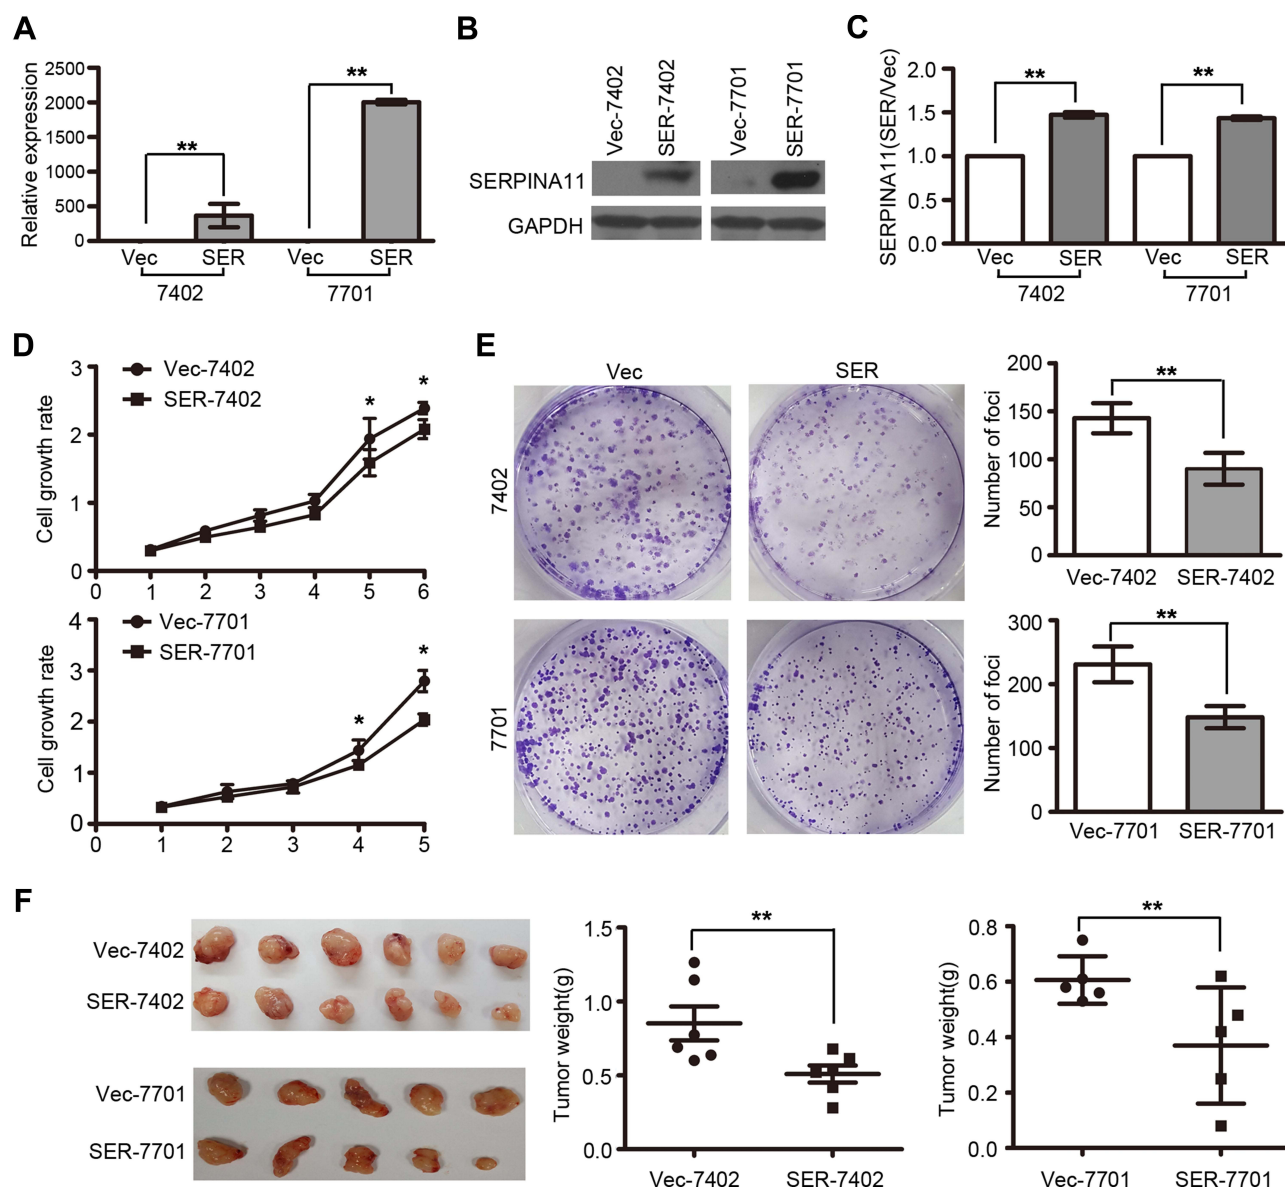 A
Relative expression
2500
2000
1500
1000
500
0
**
**
Vec SER Vec SER
7402 7701
B
Vec-7402
SER-7402
Vec-7701
SER-7701
SERPINA11
GAPDH
C
SERPINA11(SER/Vec)
2.0
1.5
1.0
0.5
0.0
**
**
Vec SER Vec SER
7402 7701
D
Cell growth rate
Vec-7402
SER-7402
3
2
1
0
*
*
0 1 2 3 4 5 6
Cell growth rate
Vec-7701
SER-7701
4
3
2
1
0
*
*
0 1 2 3 4 5
E
Vec SER
7402
7701
Number of foci
200
150
100
50
0
**
Vec-7402 SER-7402
Number of foci
300
200
100
0
**
Vec-7701 SER-7701
F
Vec-7402
SER-7402
Vec-7701
SER-7701
Tumor weight(g)
1.5
1.0
0.5
0.0
**
Vec-7402 SER-7402
Tumor weight(g)
0.8
0.6
0.4
0.2
0.0
**
Vec-7701 SER-7701